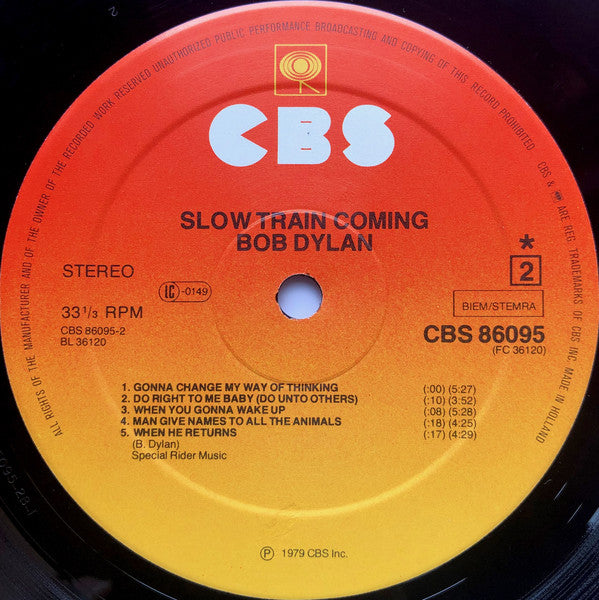 ALL RIGHTS OF THE MANUFACTURER AND OF THE OWNER OF THE RECORDED WORK RESERVED UNAUTHORIZED PUBLIC PERFORMANCE BROADCASTING AND COPYING OF THIS RECORD PROHIBITED. CBS & ARE REG. TRADEMARKS OF CBS INC. MADE IN HOLLAND
CBS
SLOW TRAIN COMING
BOB DYLAN
STEREO
IC -0149
*
2
33 1/3 RPM
BIEM/STEMRA
CBS 86095-2
BL 36120
CBS 86095
(FC 36120)
1. GONNA CHANGE MY WAY OF THINKING (:00) (5:27)
2. DO RIGHT TO ME BABY (DO UNTO OTHERS) (:10) (3:52)
3. WHEN YOU GONNA WAKE UP (:08) (5:28)
4. MAN GIVE NAMES TO ALL THE ANIMALS (:18) (4:25)
5. WHEN HE RETURNS (:17) (4:29)
(B. Dylan)
Special Rider Music
Ⓟ 1979 CBS Inc.